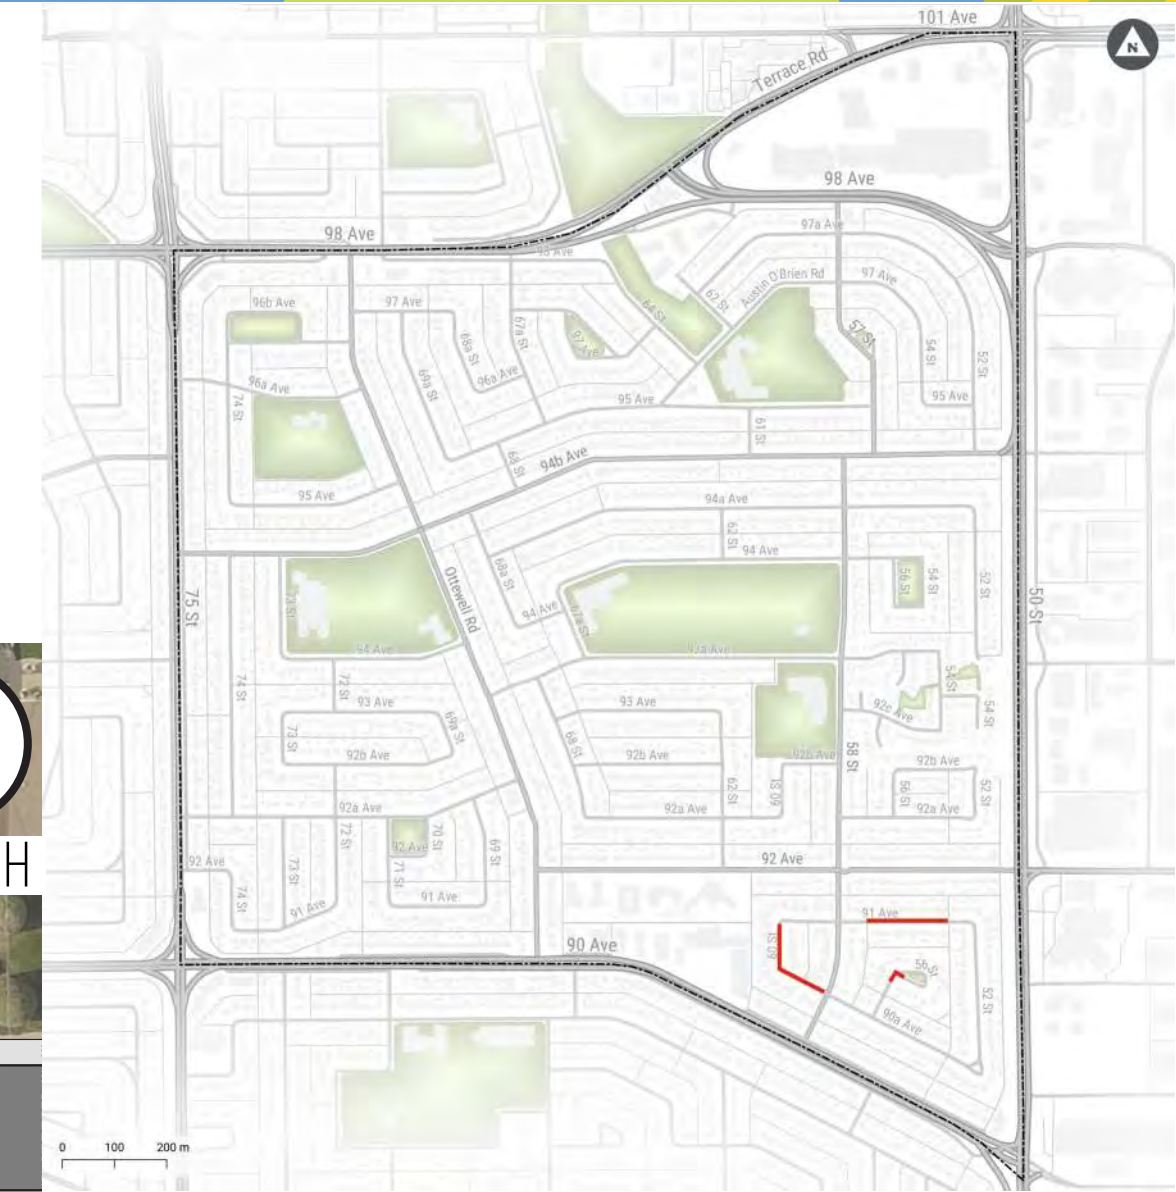 101 Ave
N
Terrace Rd
98 Ave
97a Ave
98 Ave
Austin O'Brien Rd
97 Ave
62 St
96b Ave
97 Ave
64 St
67a St
68a St
57 St
97 Ave
54 St
52 St
96a Ave
96a Ave
69a St
74 St
95 Ave
95 Ave
61 St
68 St
94b Ave
95 Ave
94a Ave
62 St
94 Ave
68a St
56 St
54 St
52 St
Ottewell Rd
75 St
73 St
94 Ave
67a St
50 St
94 Ave
93a Ave
74 St
72 St
54 St
93 Ave
93 Ave
92c Ave
54 St
69a St
73 St
68 St
92b Ave
92b Ave
92b Ave
58 St
92b Ave
62 St
60 St
56 St
52 St
92a Ave
92a Ave
92a Ave
72 St
70 St
69 St
92 Ave
H
92 Ave
92 Ave
73 St
71 St
74 St
91 Ave
91 Ave
91 Ave
90 Ave
60 St
56 St
52 St
90a Ave
0 100 200 m